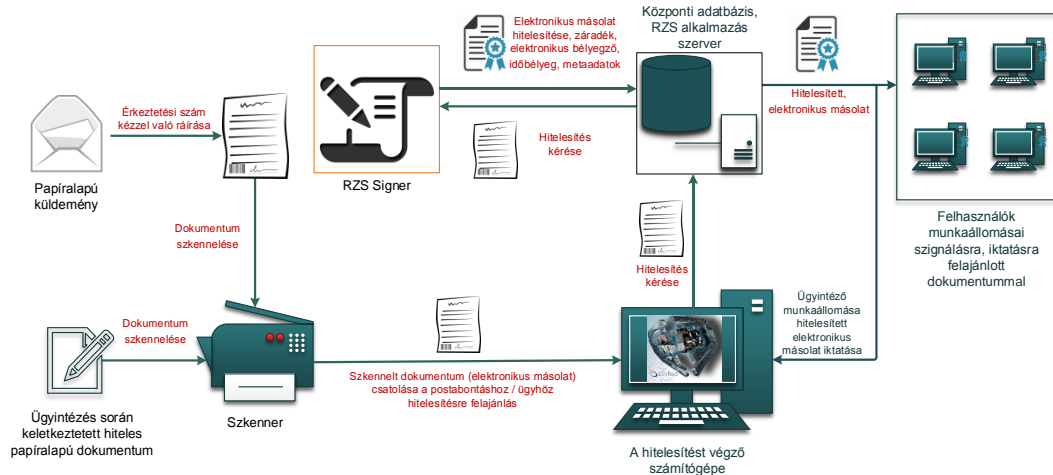 Elektronikus másolat
hitelesítése, záradék,
elektronikus bélyegző,
időbélyeg, metaadatok
Központi adatbázis,
RZS alkalmazás
szerver
Érkeztetési szám
kézzel való ráírása
Hitelesítés
kérése
Hitelesített,
elektronikus másolat
Papíralapú
küldemény
RZS Signer
Felhasználók
munkaállomásai
szignálásra, iktatásra
felajánlott
dokumentummal
Dokumentum
szkennelése
Hitelesítés
kérése
Dokumentum
szkennelése
Ügyintéző
munkaállomása
hitelesített
elektronikus
másolat iktatása
Szkennelt dokumentum (elektronikus másolat)
csatolása a postabontáshoz / ügyhöz
hitelesítésre felajánlás
Ügyintézés során
keletkeztetett hiteles
papíralapú dokumentum
Szkenner
A hitelesítést végző
számítógépe